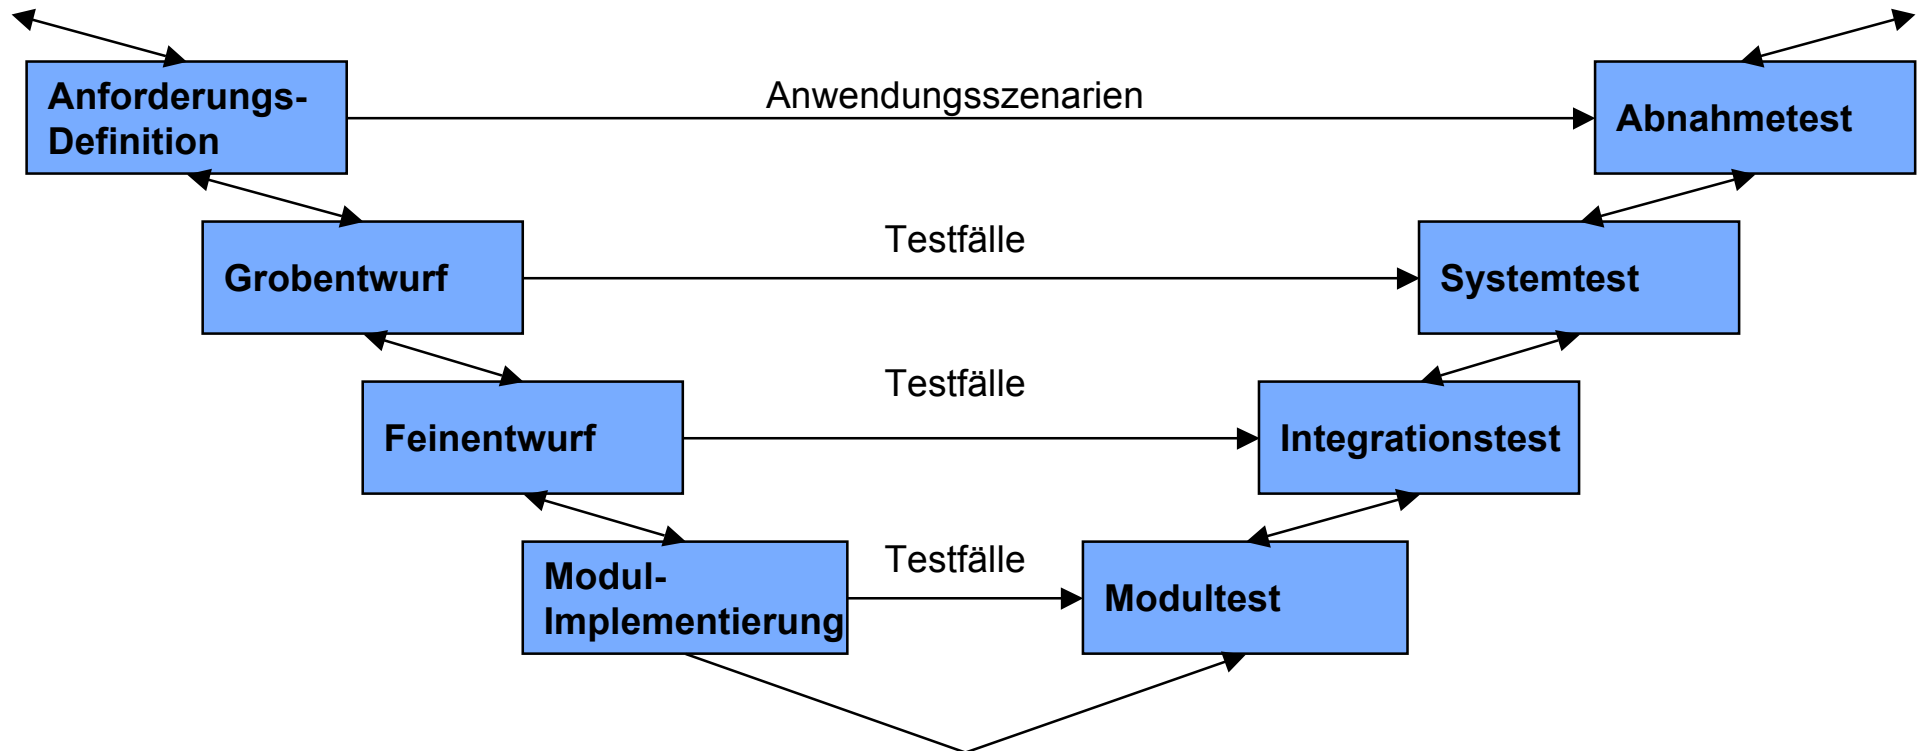 Anforderungs-
Definition
Anwendungsszenarien
Abnahmetest
Grobentwurf
Testfälle
Systemtest
Feinentwurf
Testfälle
Integrationstest
Modul-
Implementierung
Testfälle
Modultest